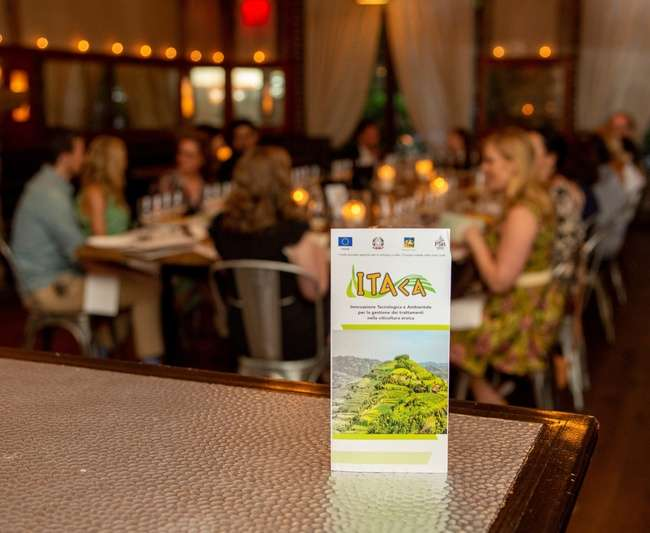 ITACA
Innovazione Tecnologica e Ambientale
per la gestione dei trattamenti
nella viticoltura eroica